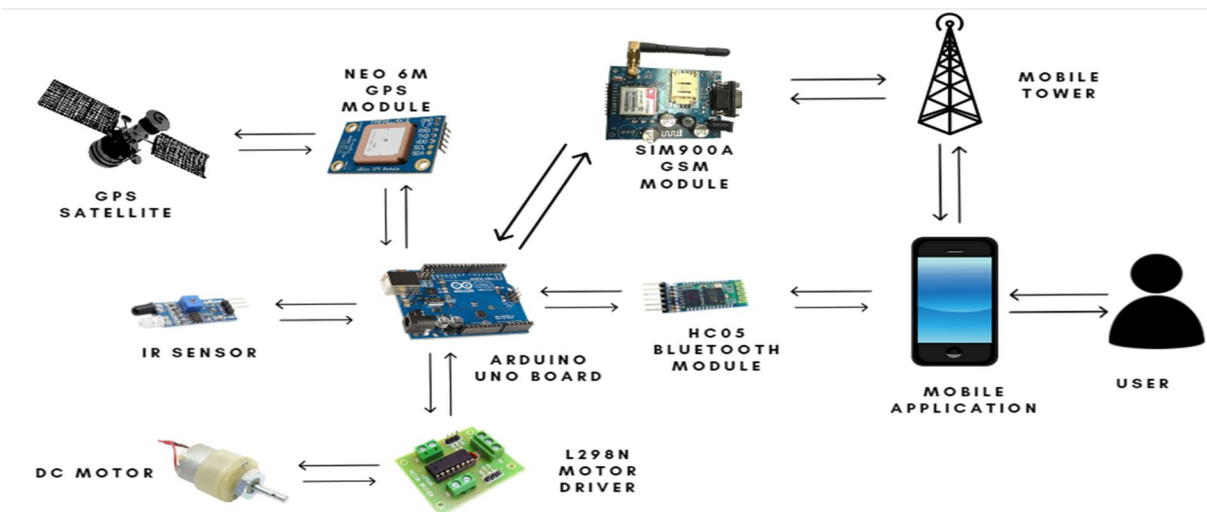 NEO 6M
GPS
MODULE
GPS
SATELLITE
SIM900A
GSM
MODULE
MOBILE
TOWER
IR SENSOR
ARDUINO
UNO BOARD
HC05
BLUETOOTH
MODULE
MOBILE
APPLICATION
USER
DC MOTOR
L298N
MOTOR
DRIVER